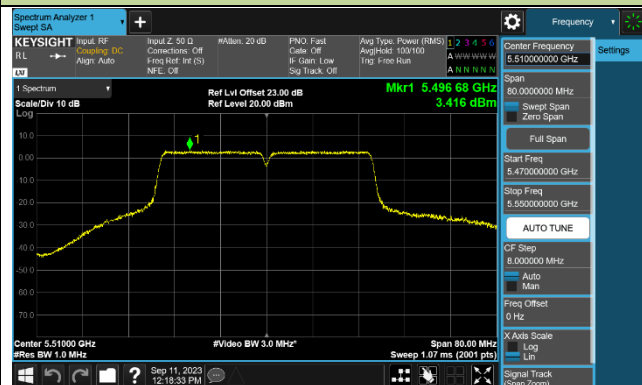 Spectrum Analyzer 1
Swept SA
Frequency
KEYSIGHT Input: RF
RL
Coupling: DC
Align: Auto
LXI
Input Z: 50 Ω
Corrections: Off
Freq Ref: Int (S)
NFE: Off
#Atten: 20 dB
PNO: Fast
Gate: Off
IF Gain: Low
Sig Track: Off
Avg Type: Power (RMS)
Avg|Hold: 100/100
Trig: Free Run
1 2 3 4 5 6
A W W W W W
A N N N N N
Center Frequency
5.510000000 GHz
Settings
Span
80.0000000 MHz
Swept Span
Zero Span
Full Span
Start Freq
5.470000000 GHz
Stop Freq
5.550000000 GHz
AUTO TUNE
CF Step
8.000000 MHz
Auto
Man
Freq Offset
0 Hz
X Axis Scale
Log
Lin
Signal Track
(Span Zoom)
1 Spectrum
Scale/Div 10 dB
Log
Ref Lvl Offset 23.00 dB
Ref Level 20.00 dBm
Mkr1 5.496 68 GHz
3.416 dBm
1
10.0
0.00
-10.0
-20.0
-30.0
-40.0
-50.0
-60.0
-70.0
Center 5.51000 GHz
#Res BW 1.0 MHz
#Video BW 3.0 MHz*
Span 80.00 MHz
Sweep 1.07 ms (2001 pts)
Sep 11, 2023
12:18:33 PM